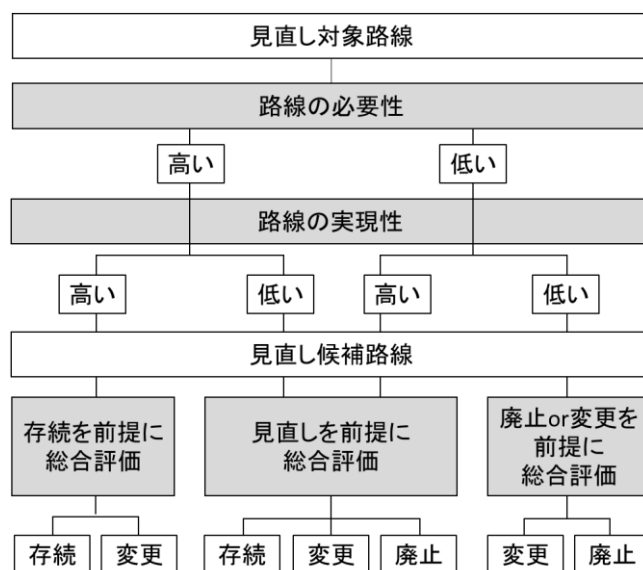 見直し対象路線
路線の必要性
高い
低い
路線の実現性
高い
低い
高い
低い
見直し候補路線
存続を前提に
総合評価
見直しを前提に
総合評価
廃止or変更を
前提に
総合評価
存続
変更
存続
変更
廃止
変更
廃止